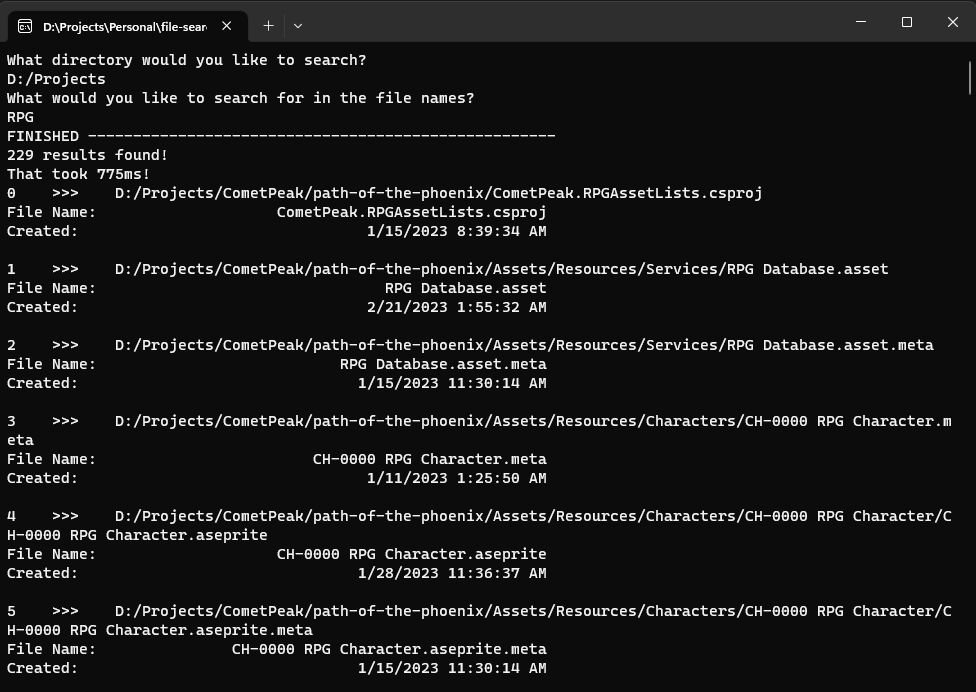 D:\Projects\Personal\file-sear
What directory would you like to search?
D:/Projects
What would you like to search for in the file names?
RPG
FINISHED ----------------------------------------------------
229 results found!
That took 775ms!
0    >>>    D:/Projects/CometPeak/path-of-the-phoenix/CometPeak.RPGAssetLists.csproj
File Name:                    CometPeak.RPGAssetLists.csproj
Created:                                1/15/2023 8:39:34 AM
1    >>>    D:/Projects/CometPeak/path-of-the-phoenix/Assets/Resources/Services/RPG Database.asset
File Name:                                RPG Database.asset
Created:                                2/21/2023 1:55:32 AM
2    >>>    D:/Projects/CometPeak/path-of-the-phoenix/Assets/Resources/Services/RPG Database.asset.meta
File Name:                           RPG Database.asset.meta
Created:                               1/15/2023 11:30:14 AM
3    >>>    D:/Projects/CometPeak/path-of-the-phoenix/Assets/Resources/Characters/CH-0000 RPG Character.m
eta
File Name:                        CH-0000 RPG Character.meta
Created:                                1/11/2023 1:25:50 AM
4    >>>    D:/Projects/CometPeak/path-of-the-phoenix/Assets/Resources/Characters/CH-0000 RPG Character/C
H-0000 RPG Character.aseprite
File Name:                    CH-0000 RPG Character.aseprite
Created:                               1/28/2023 11:36:37 AM
5    >>>    D:/Projects/CometPeak/path-of-the-phoenix/Assets/Resources/Characters/CH-0000 RPG Character/C
H-0000 RPG Character.aseprite.meta
File Name:               CH-0000 RPG Character.aseprite.meta
Created:                               1/15/2023 11:30:14 AM